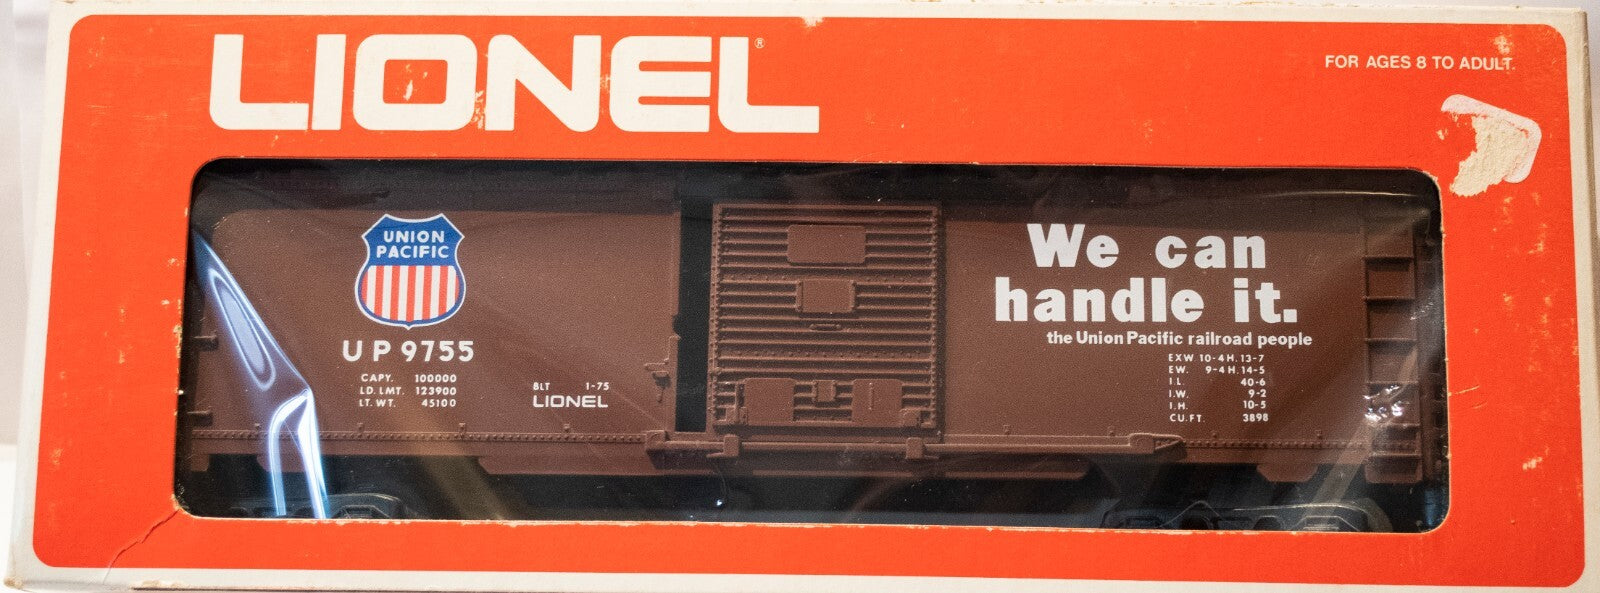 LIONEL®
FOR AGES 8 TO ADULT.
UNION
PACIFIC
UP 9755
CAPY. 100000
LD. LMT. 123900
LT. WT. 45100
BLT 1-75
LIONEL
We can
handle it.
the Union Pacific railroad people
EXW 10-4 H. 13-7
EW. 9-4 H. 14-5
I.L. 40-6
I.W. 9-2
I.H. 10-5
CU.FT. 3898